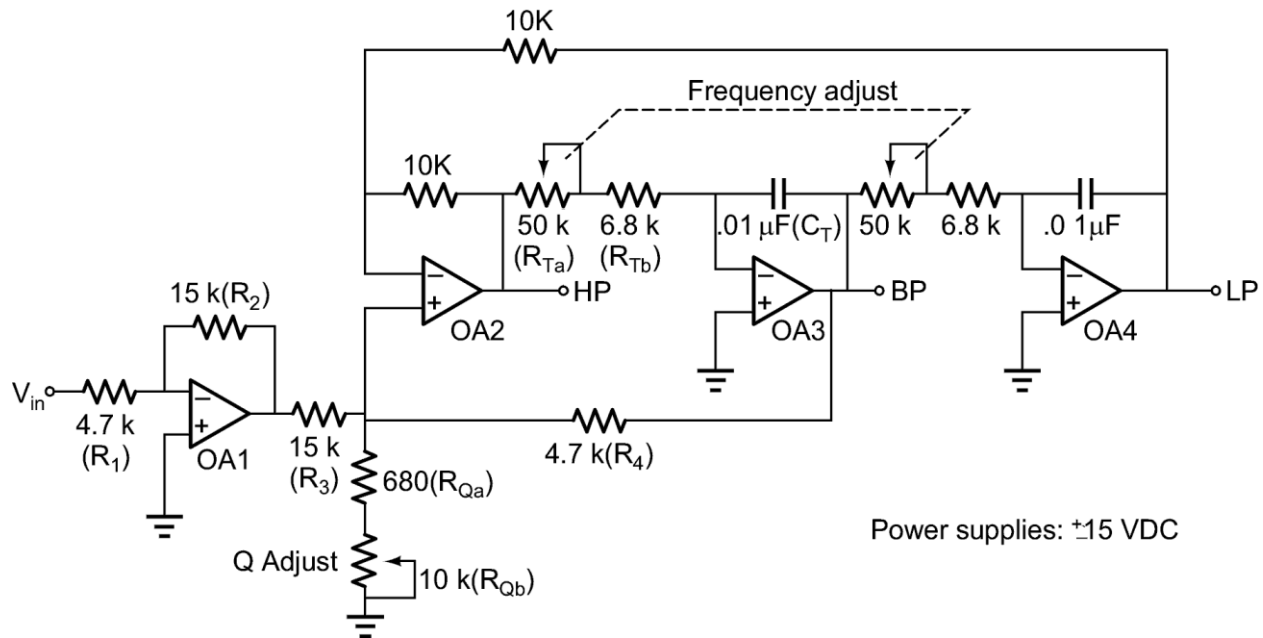 10K
Frequency adjust
10K
50 k
(R_Ta)
6.8 k
(R_Tb)
.01 µF(C_T)
50 k
6.8 k
.0 1µF
−
+
OA2
HP
−
+
OA3
BP
−
+
OA4
LP
15 k(R_2)
V_in
4.7 k
(R_1)
−
+
OA1
15 k
(R_3)
4.7 k(R_4)
680(R_Qa)
Q Adjust
10 k(R_Qb)
Power supplies: ±15 VDC